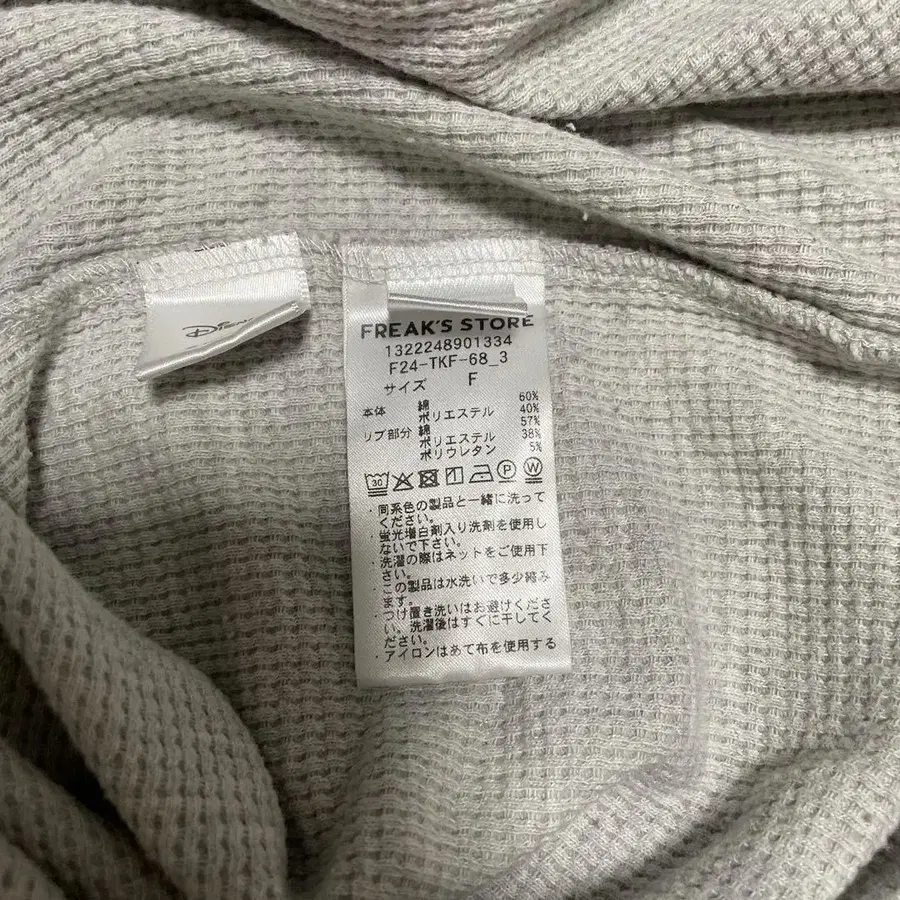 Disn
FREAK'S STORE
1322248901334
F24-TKF-68_3
サイズ F
本体 綿 60%
ポリエステル 40%
リブ部分 綿 57%
ポリエステル 38%
ポリウレタン 5%
30 P W
・同系色の製品と一緒に洗って
ください。
・蛍光増白剤入り洗剤を使用し
ないで下さい。
・洗濯の際はネットをご使用下
さい。
・この製品は水洗いで多少縮み
ます。
・つけ置き洗いはお避けくださ
い。洗濯後はすぐに干してく
ださい。
・アイロンはあて布を使用する